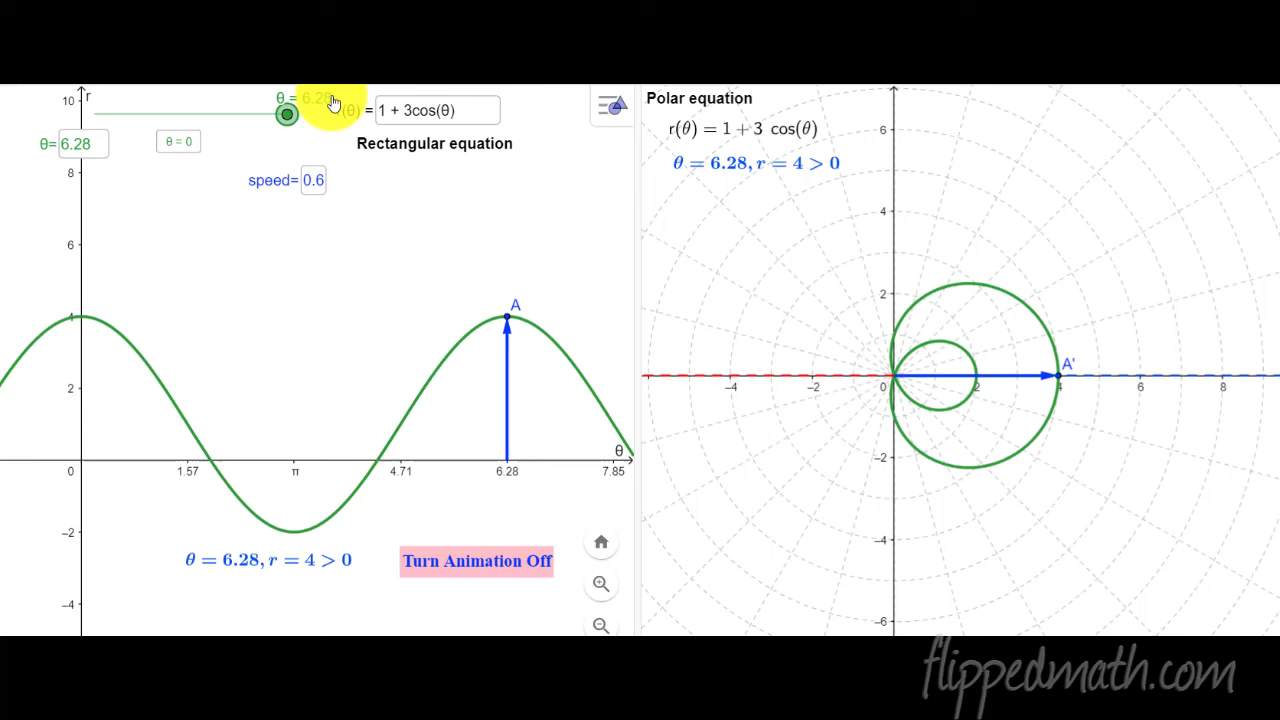 r
10
8
6
4
2
0
−2
−4
θ = 6.28
r(θ) = 1 + 3cos(θ)
θ= 6.28
θ = 0
Rectangular equation
speed= 0.6
A
θ
1.57
π
4.71
6.28
7.85
θ = 6.28, r = 4 > 0
Turn Animation Off
Polar equation
r(θ) = 1 + 3 cos(θ)
θ = 6.28, r = 4 > 0
6
4
2
A'
−4
−2
0
2
4
6
8
−2
−4
−6
flippedmath.com